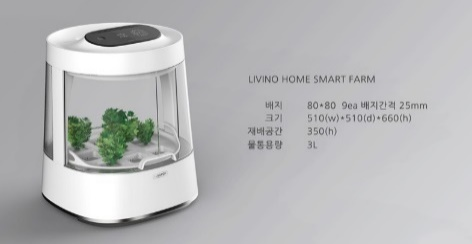 LIVINO HOME SMART FARM
배지 80*80 9ea 배지간격 25mm
크기 510(w)*510(d)*660(h)
재배공간 350(h)
물통용량 3L